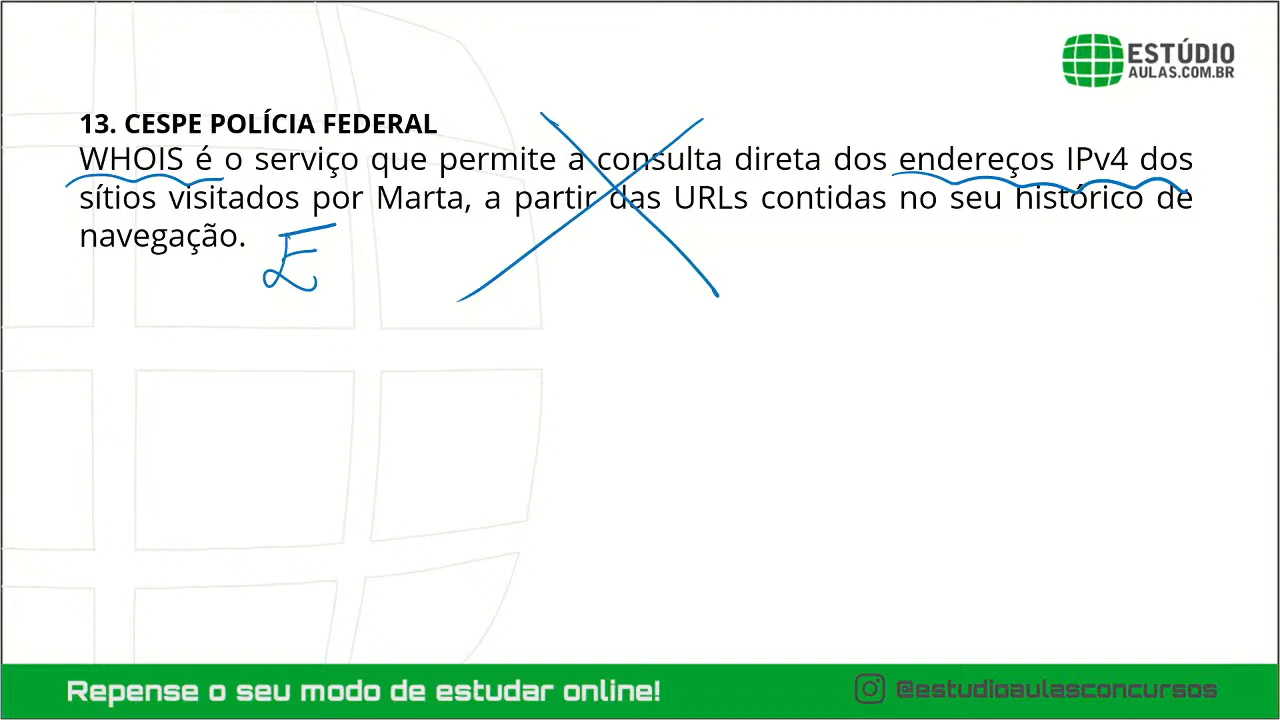 ESTÚDIO
AULAS.COM.BR
13. CESPE POLÍCIA FEDERAL
WHOIS é o serviço que permite a consulta direta dos endereços IPv4 dos
sítios visitados por Marta, a partir das URLs contidas no seu histórico de
navegação.
E
Repense o seu modo de estudar online!
@estudioaulasconcursos